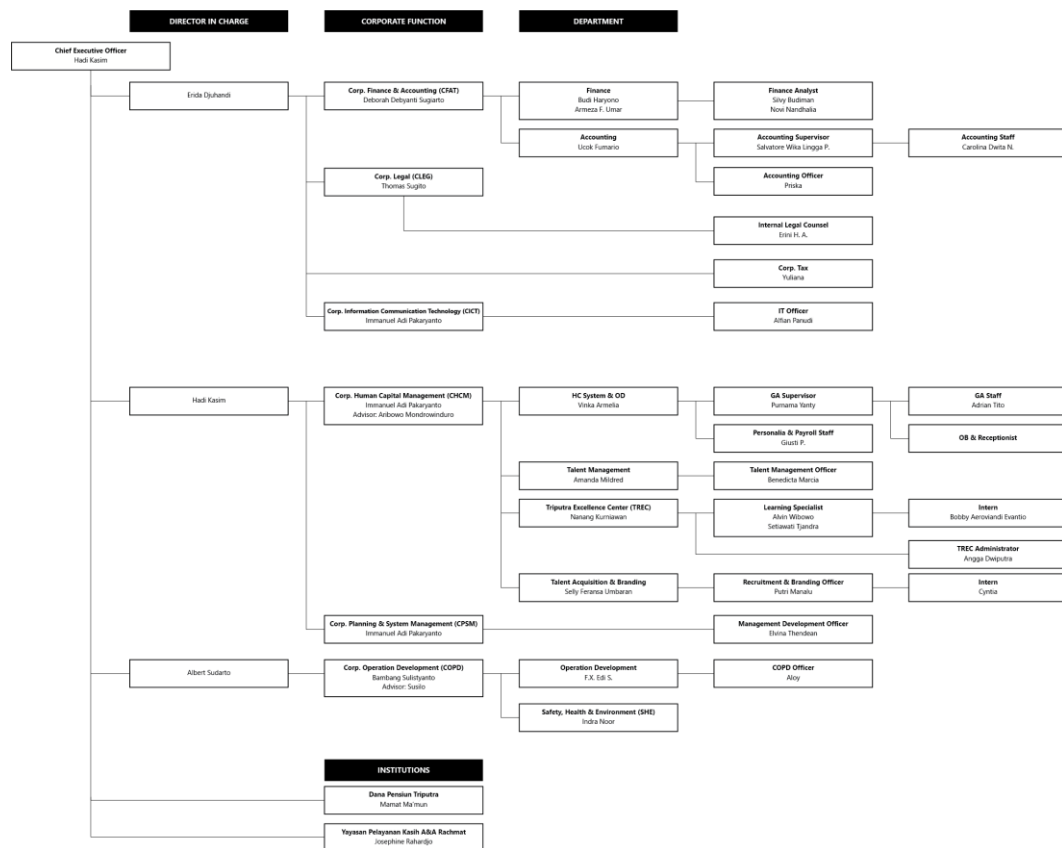 DIRECTOR IN CHARGE
CORPORATE FUNCTION
DEPARTMENT
Chief Executive Officer
Hadi Kasim
Erida Djuhandi
Corp. Finance & Accounting (CFAT)
Deborah Debyanti Sugiarto
Finance
Budi Haryono
Armeza F. Umar
Finance Analyst
Silvy Budiman
Novi Nandhalia
Accounting
Ucok Fumario
Accounting Supervisor
Salvatore Wika Lingga P.
Accounting Staff
Carolina Dwita N.
Corp. Legal (CLEG)
Thomas Sugito
Accounting Officer
Priska
Internal Legal Counsel
Erini H. A.
Corp. Tax
Yuliana
Corp. Information Communication Technology (CICT)
Immanuel Adi Pakaryanto
IT Officer
Alfian Panudi
Hadi Kasim
Corp. Human Capital Management (CHCM)
Immanuel Adi Pakaryanto
Advisor: Aribowo Mondrowinduro
HC System & OD
Vinka Armelia
GA Supervisor
Purnama Yanty
GA Staff
Adrian Tito
Personalia & Payroll Staff
Giusti P.
OB & Receptionist
Talent Management
Amanda Mildred
Talent Management Officer
Benedicta Marcia
Triputra Excellence Center (TREC)
Nanang Kurniawan
Learning Specialist
Alvin Wibowo
Setiawati Tjandra
Intern
Bobby Aeroviandi Evantio
TREC Administrator
Angga Dwiputra
Talent Acquisition & Branding
Selly Feransa Umbaran
Recruitment & Branding Officer
Putri Manalu
Intern
Cyntia
Corp. Planning & System Management (CPSM)
Immanuel Adi Pakaryanto
Management Development Officer
Elvina Thendean
Albert Sudarto
Corp. Operation Development (COPD)
Bambang Sulistyanto
Advisor: Susilo
Operation Development
F.X. Edi S.
COPD Officer
Aloy
Safety, Health & Environment (SHE)
Indra Noor
INSTITUTIONS
Dana Pensiun Triputra
Mamat Ma'mun
Yayasan Pelayanan Kasih A&A Rachmat
Josephine Rahardjo